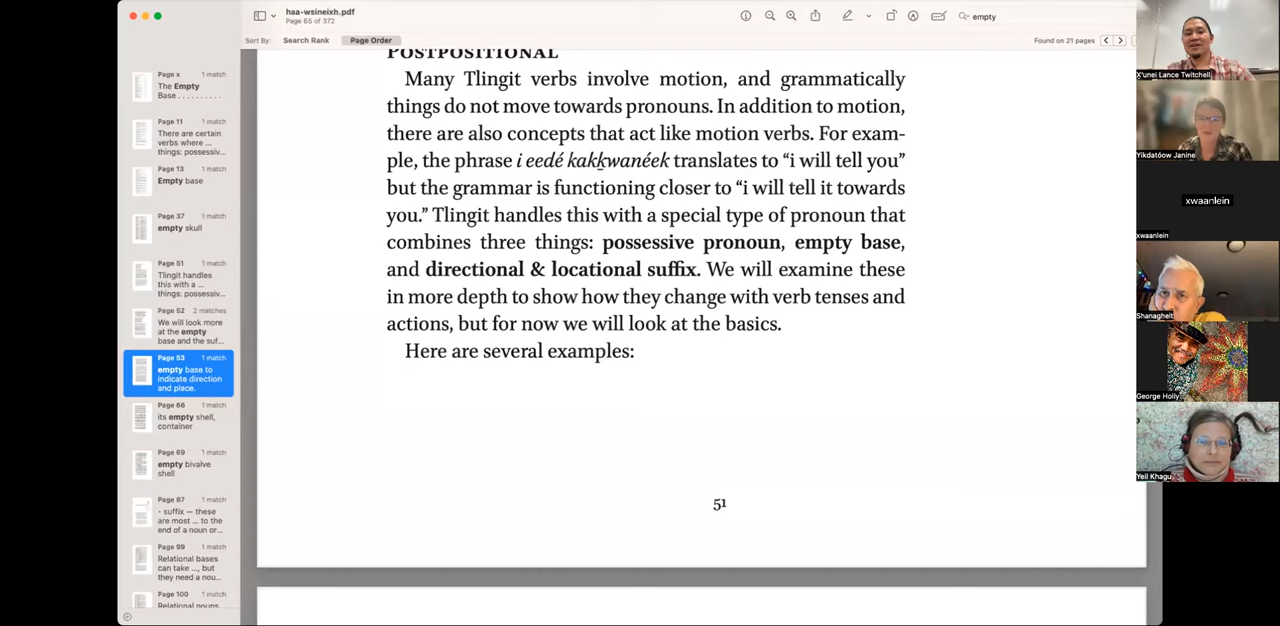 haa-wsineixh.pdf
Page 65 of 372
empty
Sort By: Search Rank Page Order
Found on 21 pages
Page x 1 match
The Empty
Base . . . . . . . . .
Page 11 1 match
There are certain
verbs where ...
things: possessiv...
Page 13 1 match
Empty base
Page 37 1 match
empty skull
Page 51 1 match
Tlingit handles
this with a ...
things: possessiv...
Page 52 2 matches
We will look more
at the empty
base and the suf...
Page 53 1 match
empty base to
indicate direction
and place.
Page 66 1 match
its empty shell,
container
Page 69 1 match
empty bivalve
shell
Page 87 1 match
- suffix — these
are most ... to the
end of a noun or...
Page 99 1 match
Relational bases
can take ..., but
they need a nou...
Page 100 1 match
Relational nouns
POSTPOSITIONAL
Many Tlingit verbs involve motion, and grammatically
things do not move towards pronouns. In addition to motion,
there are also concepts that act like motion verbs. For exam-
ple, the phrase i eedé kakḵwanéek translates to “i will tell you”
but the grammar is functioning closer to “i will tell it towards
you.” Tlingit handles this with a special type of pronoun that
combines three things: possessive pronoun, empty base,
and directional & locational suffix. We will examine these
in more depth to show how they change with verb tenses and
actions, but for now we will look at the basics.
Here are several examples:
51
X̱'unei Lance Twitchell
Yikdatóow Janine
xwaanlein
xwaanlein
Shanagheit
George Holly
Yeil Khagu